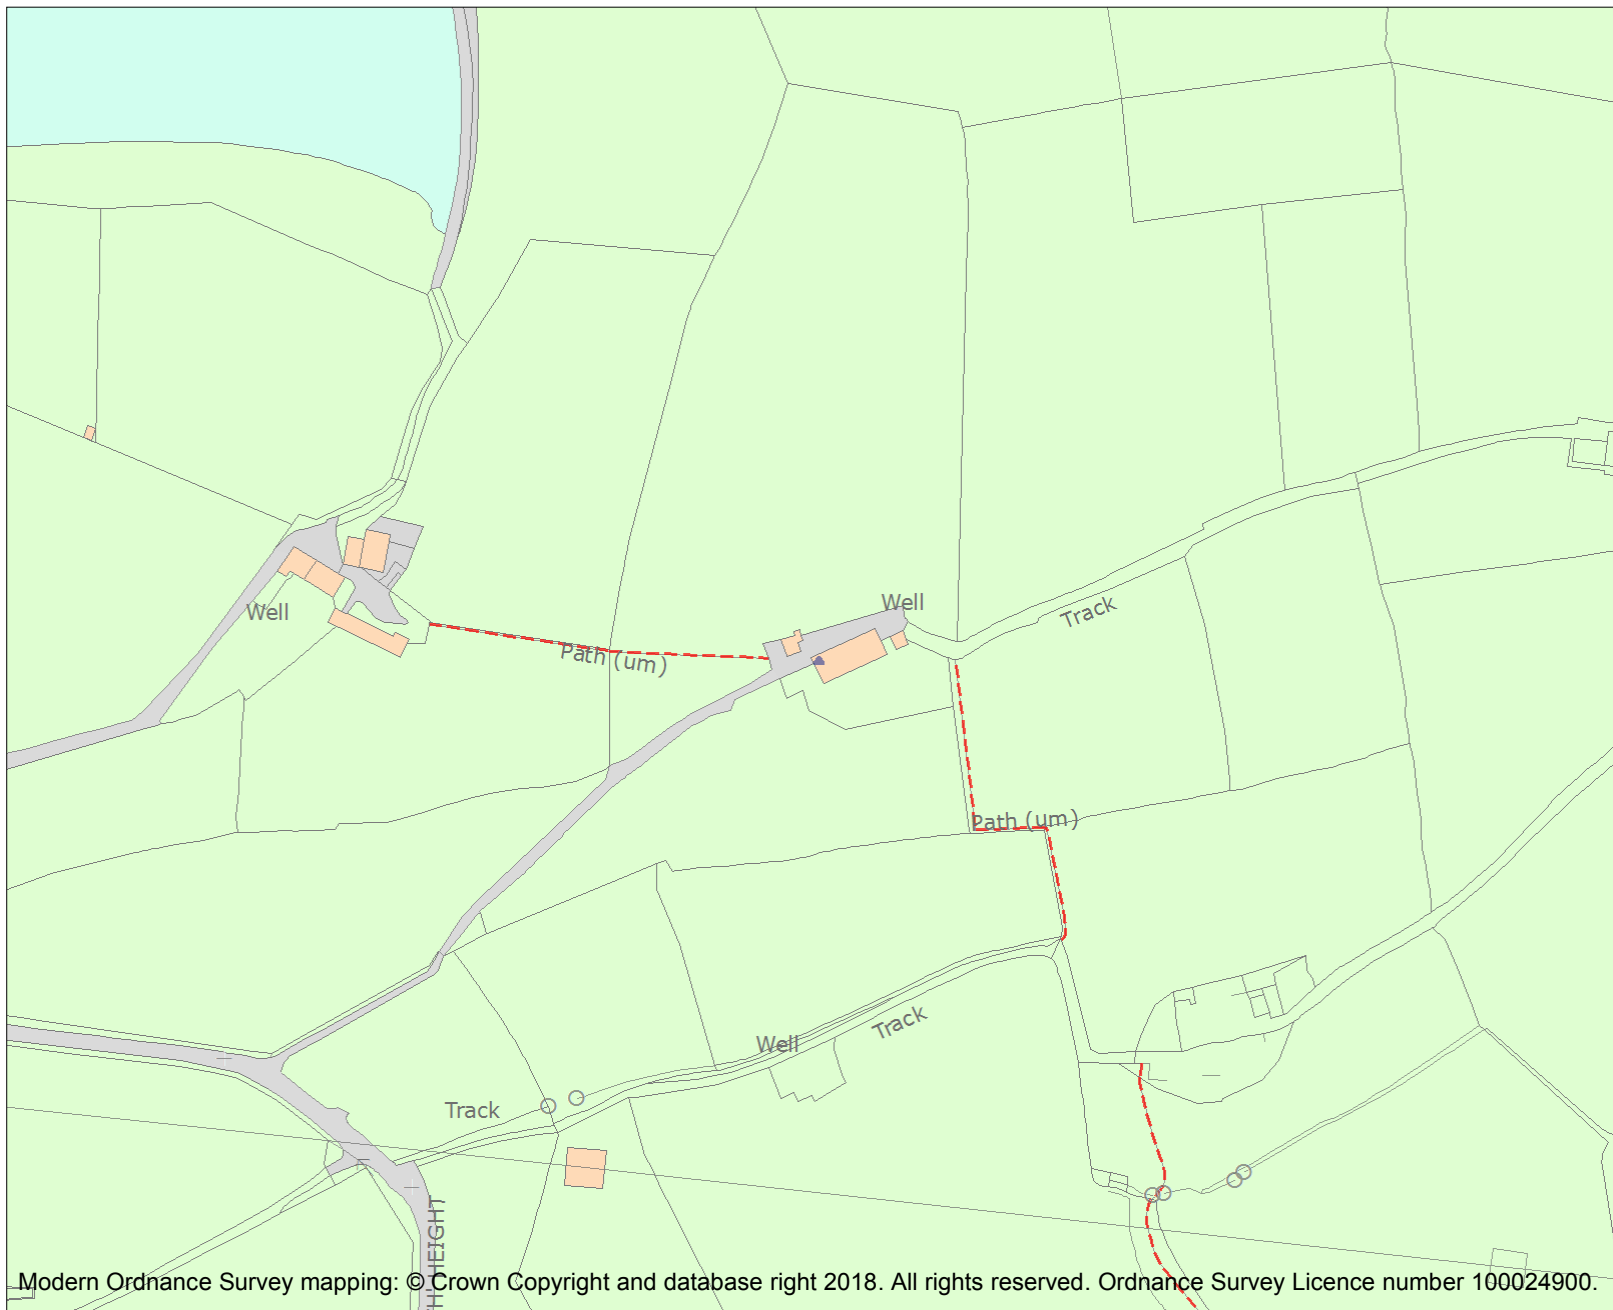 Well
Well
Track
Path (um)
Path (um)
Track
Well
Track
HEIGHT
Modern Ordnance Survey mapping: © Crown Copyright and database right 2018. All rights reserved. Ordnance Survey Licence number 100024900.